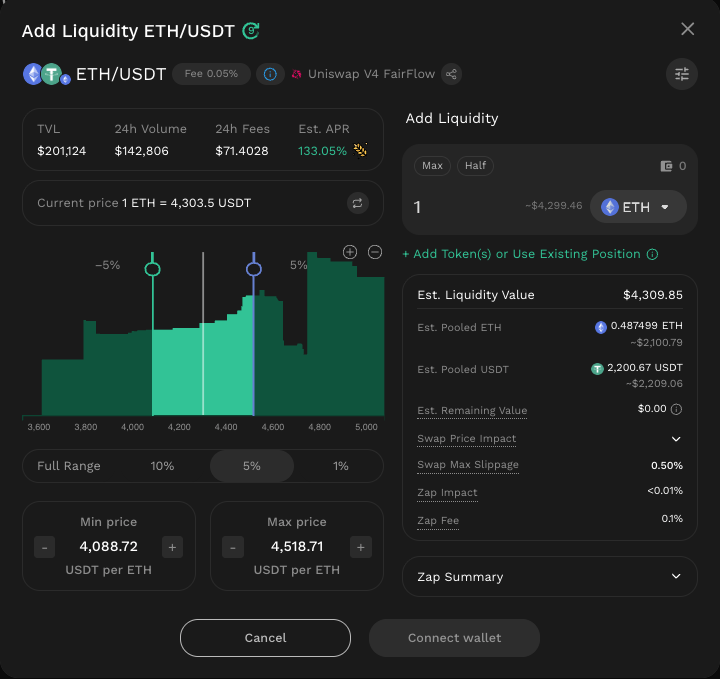 Add Liquidity ETH/USDT 9
ETH/USDT Fee 0.05% Uniswap V4 FairFlow
TVL 24h Volume 24h Fees Est. APR
$201,124 $142,806 $71.4028 133.05%
Current price 1 ETH = 4,303.5 USDT
−5% 5%
3,600 3,800 4,000 4,200 4,400 4,600 4,800 5,000
Full Range 10% 5% 1%
Min price
- 4,088.72 +
USDT per ETH
Max price
- 4,518.71 +
USDT per ETH
Add Liquidity
Max Half 0
1 ~$4,299.46 ETH
+ Add Token(s) or Use Existing Position
Est. Liquidity Value $4,309.85
Est. Pooled ETH 0.487499 ETH
~$2,100.79
Est. Pooled USDT 2,200.67 USDT
~$2,209.06
Est. Remaining Value $0.00
Swap Price Impact
Swap Max Slippage 0.50%
Zap Impact <0.01%
Zap Fee 0.1%
Zap Summary
Cancel Connect wallet